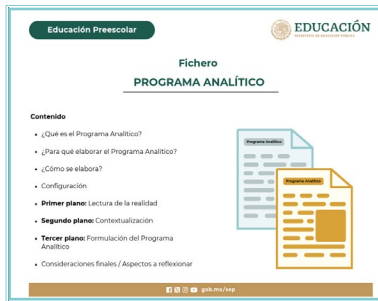 Educación Preescolar
EDUCACIÓN
SECRETARÍA DE EDUCACIÓN PÚBLICA
Fichero
PROGRAMA ANALÍTICO
Contenido
• ¿Qué es el Programa Analítico?
• ¿Para qué elaborar el Programa Analítico?
• ¿Cómo se elabora?
• Configuración
• Primer plano: Lectura de la realidad
• Segundo plano: Contextualización
• Tercer plano: Formulación del Programa
Analítico
• Consideraciones finales / Aspectos a reflexionar
Programa Analítico
Programa Analítico
gob.mx/sep